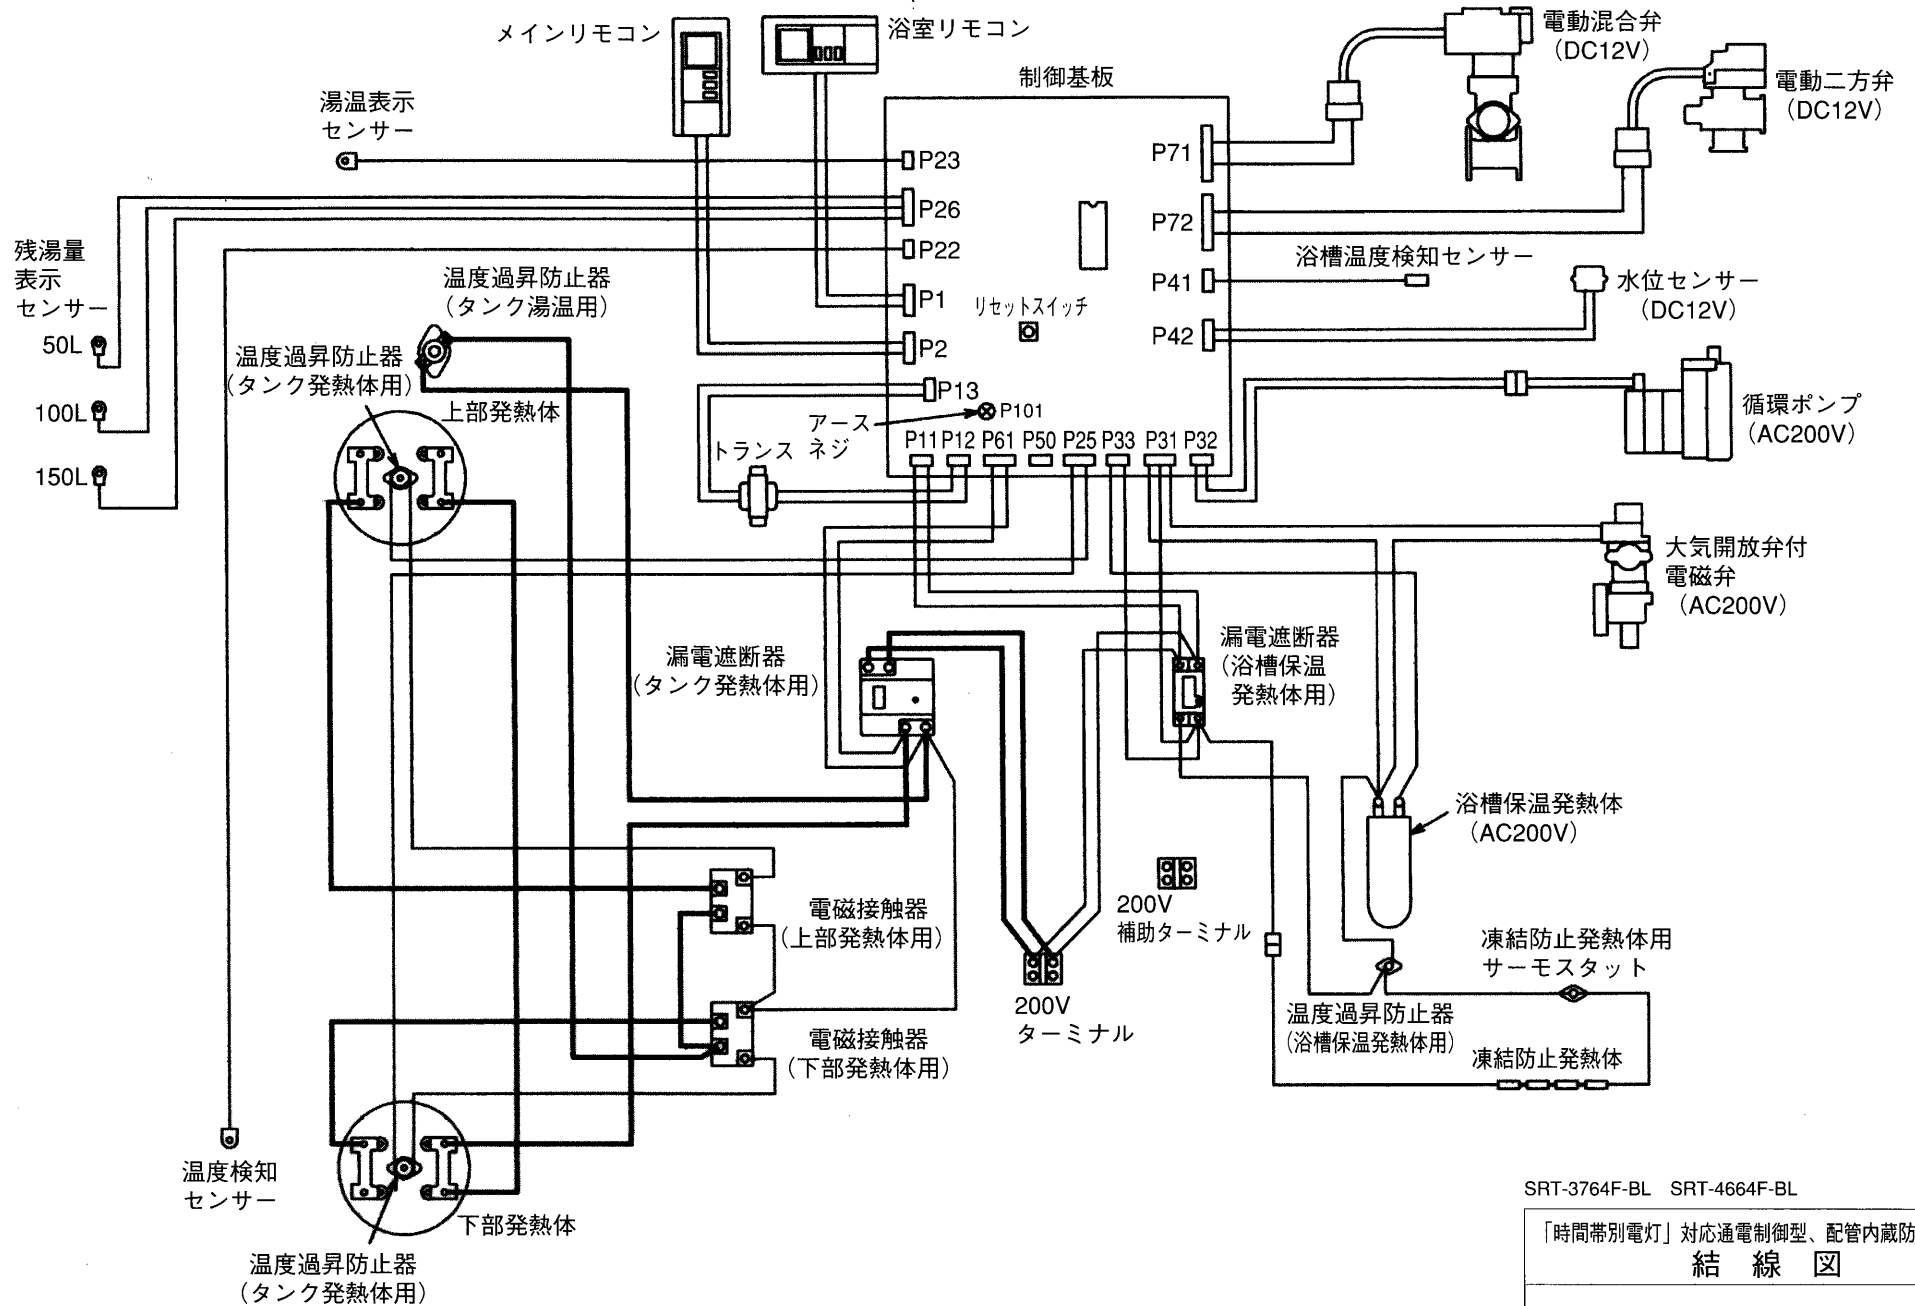 メインリモコン
浴室リモコン
電動混合弁
（DC12V）
電動二方弁
（DC12V）
制御基板
湯温表示
センサー
P23
P26
P22
P1
P2
P13
P71
P72
P41
P42
リセットスイッチ
浴槽温度検知センサー
水位センサー
（DC12V）
残湯量
表示
センサー
50L
100L
150L
温度過昇防止器
（タンク湯温用）
温度過昇防止器
（タンク発熱体用）
上部発熱体
トランス
アース
ネジ
P101
P11 P12 P61 P50 P25 P33 P31 P32
循環ポンプ
（AC200V）
大気開放弁付
電磁弁
（AC200V）
漏電遮断器
（タンク発熱体用）
漏電遮断器
（浴槽保温
発熱体用）
浴槽保温発熱体
（AC200V）
電磁接触器
（上部発熱体用）
200V
補助ターミナル
凍結防止発熱体用
サーモスタット
200V
ターミナル
温度過昇防止器
（浴槽保温発熱体用）
電磁接触器
（下部発熱体用）
凍結防止発熱体
温度検知
センサー
下部発熱体
温度過昇防止器
（タンク発熱体用）
SRT-3764F-BL SRT-4664F-BL
「時間帯別電灯」対応通電制御型、配管内蔵防
結 線 図